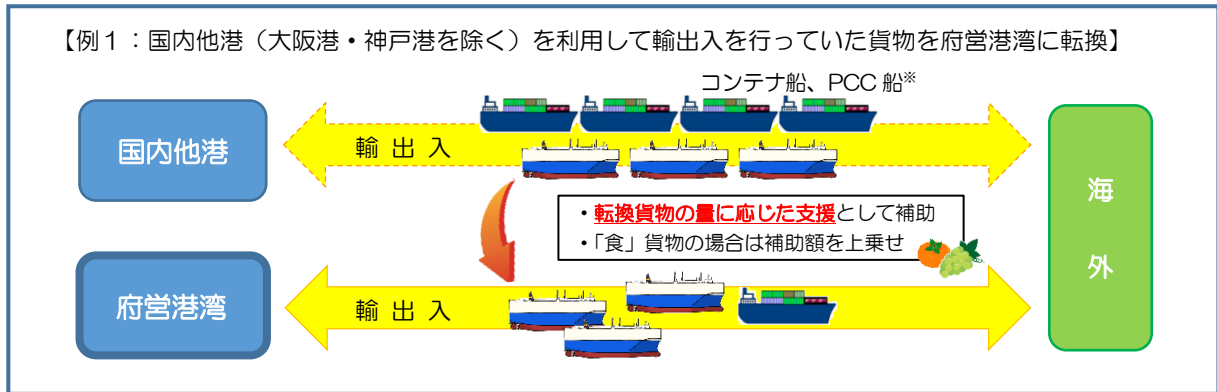 【例１：国内他港（大阪港・神戸港を除く）を利用して輸出入を行っていた貨物を府営港湾に転換】
コンテナ船、PCC 船※
国内他港
輸 出 入
海
外
・転換貨物の量に応じた支援として補助
・「食」貨物の場合は補助額を上乗せ
府営港湾
輸 出 入